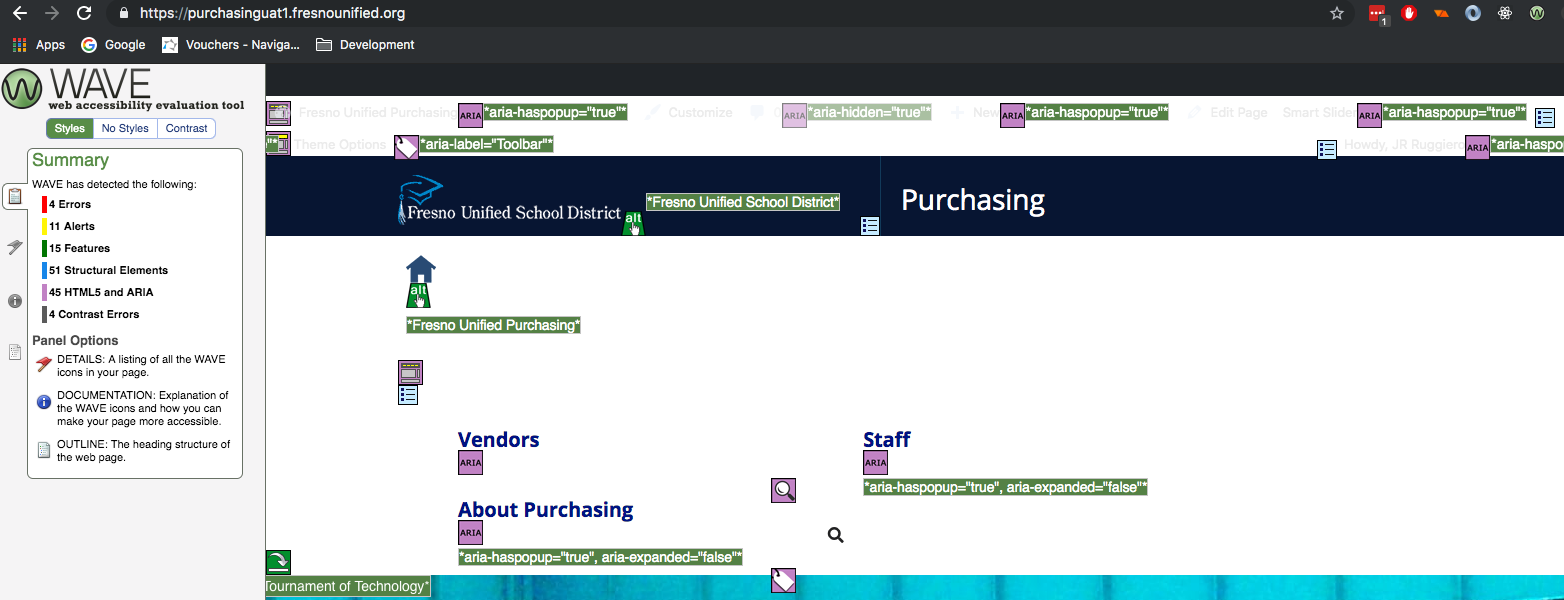 https://purchasinguat1.fresnounified.org
1
Apps Google Vouchers - Naviga... Development
WAVE
web accessibility evaluation tool
Styles No Styles Contrast
Summary
WAVE has detected the following:
4 Errors
11 Alerts
15 Features
51 Structural Elements
45 HTML5 and ARIA
4 Contrast Errors
Panel Options
DETAILS: A listing of all the WAVE
icons in your page.
DOCUMENTATION: Explanation of
the WAVE icons and how you can
make your page more accessible.
OUTLINE: The heading structure of
the web page.
Fresno Unified Purchasing ARIA *aria-haspopup="true"* Customize 0 ARIA *aria-hidden="true"* New ARIA *aria-haspopup="true"* Edit Page Smart Slider ARIA *aria-haspopup="true"*
"* Theme Options *aria-label="Toolbar"* Howdy, JR Ruggiero ARIA *aria-haspo
Fresno Unified School District alt *Fresno Unified School District* Purchasing
alt
*Fresno Unified Purchasing*
Vendors
ARIA
Staff
ARIA
*aria-haspopup="true", aria-expanded="false"*
About Purchasing
ARIA
*aria-haspopup="true", aria-expanded="false"*
Tournament of Technology*